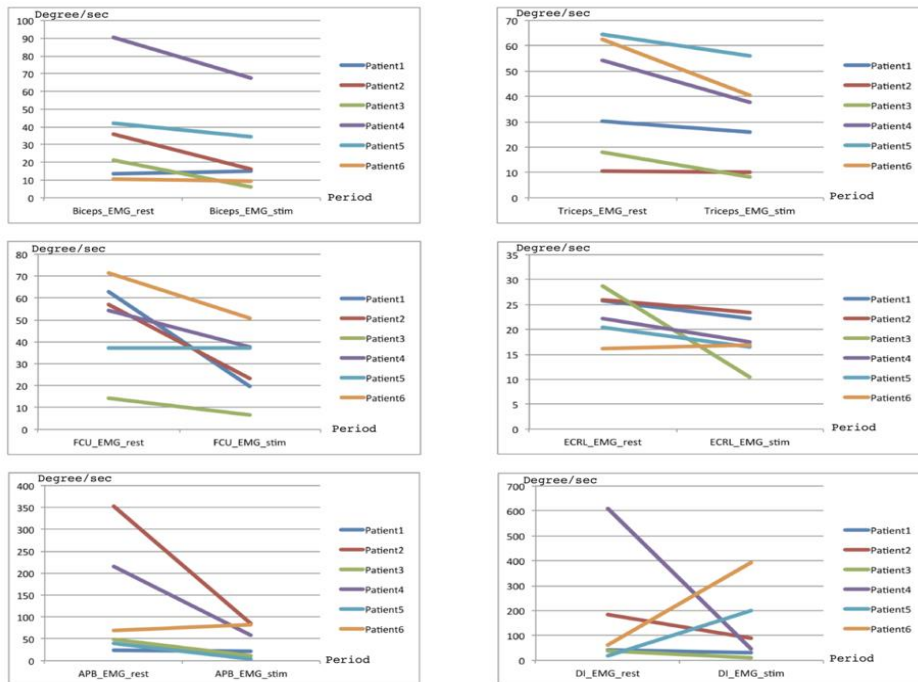 Degree/sec
100
90
80
70
60
50
40
30
20
10
0
Biceps_EMG_rest Biceps_EMG_stim
Period
Patient1
Patient2
Patient3
Patient4
Patient5
Patient6
Degree/sec
70
60
50
40
30
20
10
0
Triceps_EMG_rest Triceps_EMG_stim
Period
Patient1
Patient2
Patient3
Patient4
Patient5
Patient6
Degree/sec
80
70
60
50
40
30
20
10
0
FCU_EMG_rest FCU_EMG_stim
Period
Patient1
Patient2
Patient3
Patient4
Patient5
Patient6
Degree/sec
35
30
25
20
15
10
5
0
ECRL_EMG_rest ECRL_EMG_stim
Period
Patient1
Patient2
Patient3
Patient4
Patient5
Patient6
Degree/sec
400
350
300
250
200
150
100
50
0
APB_EMG_rest APB_EMG_stim
Period
Patient1
Patient2
Patient3
Patient4
Patient5
Patient6
Degree/sec
700
600
500
400
300
200
100
0
DI_EMG_rest DI_EMG_stim
Period
Patient1
Patient2
Patient3
Patient4
Patient5
Patient6